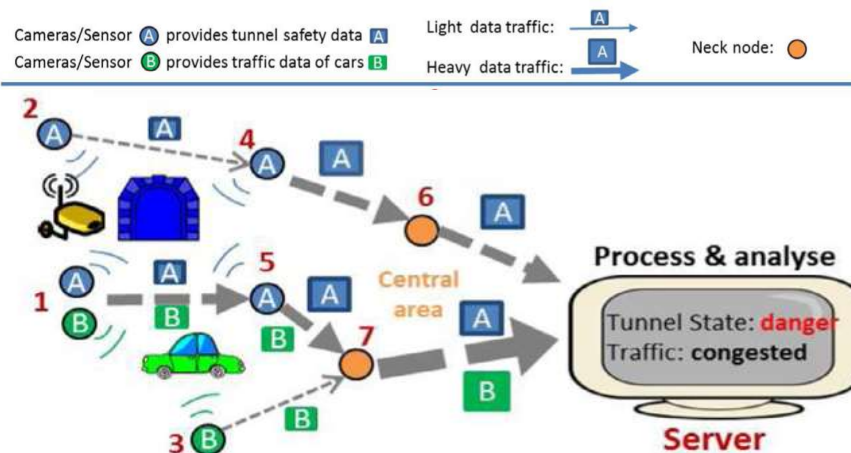 Cameras/Sensor A provides tunnel safety data A
Cameras/Sensor B provides traffic data of cars B
Light data traffic: A
Heavy data traffic: A
Neck node:
2
A
A
4
A
A
6
A
1
A
B
A
B
5
A
A
B
Central
area
7
A
B
3
B
B
Process & analyse
Tunnel State: danger
Traffic: congested
Server